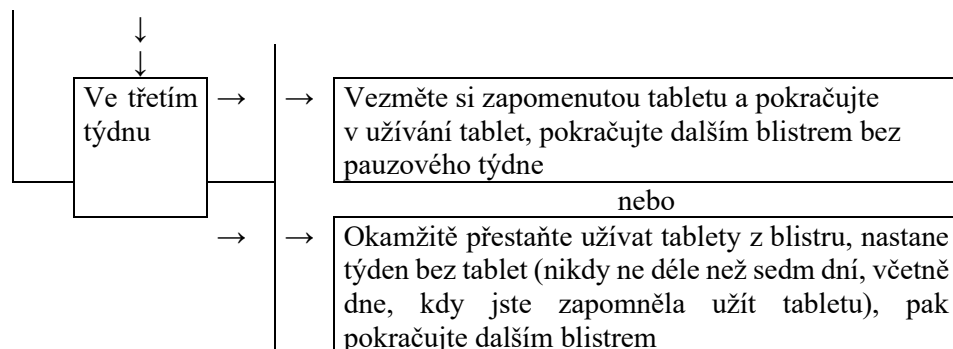 ↓
↓
Ve třetím → → Vezměte si zapomenutou tabletu a pokračujte
týdnu v užívání tablet, pokračujte dalším blistrem bez
pauzového týdne
nebo
→ → Okamžitě přestaňte užívat tablety z blistru, nastane
týden bez tablet (nikdy ne déle než sedm dní, včetně
dne, kdy jste zapomněla užít tabletu), pak
pokračujte dalším blistrem